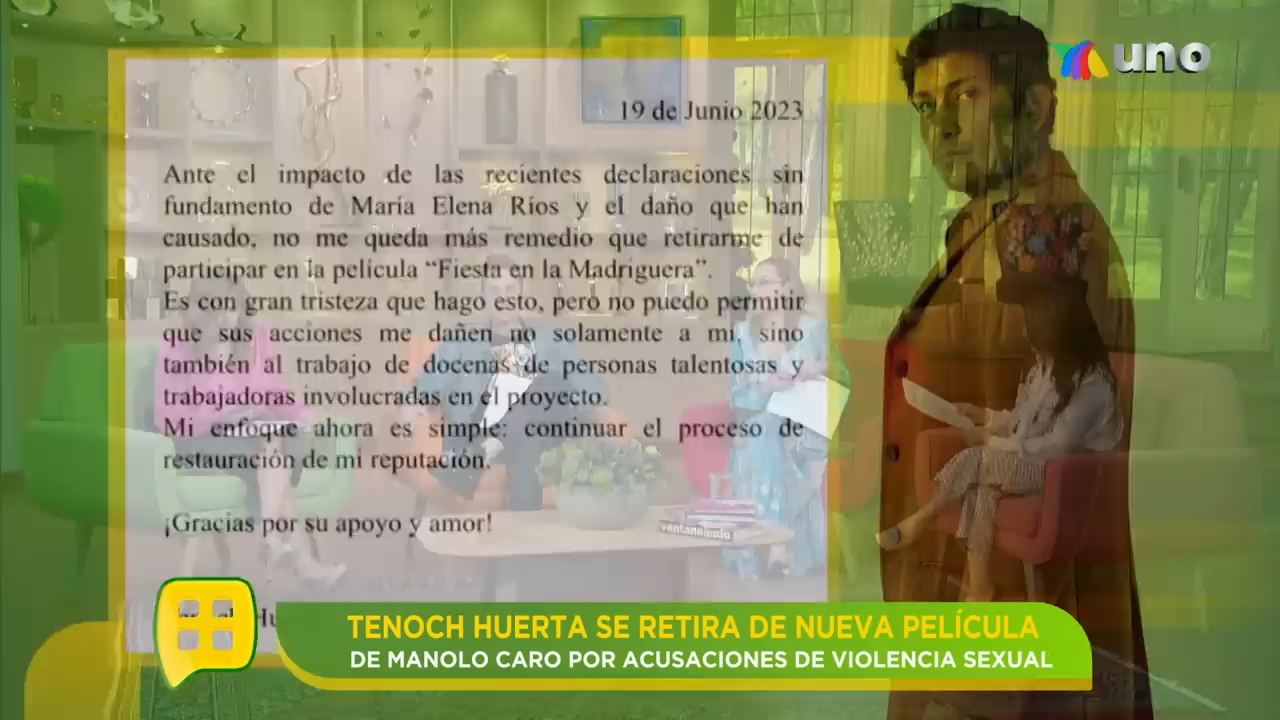 uno
19 de Junio 2023
Ante el impacto de las recientes declaraciones sin
fundamento de María Elena Ríos y el daño que han
causado, no me queda más remedio que retirarme de
participar en la película “Fiesta en la Madriguera”.
Es con gran tristeza que hago esto, pero no puedo permitir
que sus acciones me dañen no solamente a mi, sino
también al trabajo de docenas de personas talentosas y
trabajadoras involucradas en el proyecto.
Mi enfoque ahora es simple: continuar el proceso de
restauración de mi reputación.
¡Gracias por su apoyo y amor!
ventaneando
TENOCH HUERTA SE RETIRA DE NUEVA PELÍCULA
DE MANOLO CARO POR ACUSACIONES DE VIOLENCIA SEXUAL